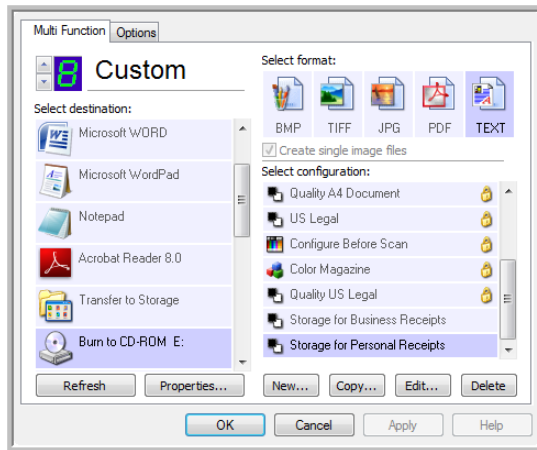 Multi Function
Options
8
Custom
Select destination:
Microsoft WORD
Microsoft WordPad
Notepad
Acrobat Reader 8.0
Transfer to Storage
Burn to CD-ROM E:
Refresh
Properties...
Select format:
BMP
TIFF
JPG
PDF
TEXT
Create single image files
Select configuration:
Quality A4 Document
US Legal
Configure Before Scan
Color Magazine
Quality US Legal
Storage for Business Receipts
Storage for Personal Receipts
New...
Copy...
Edit...
Delete
OK
Cancel
Apply
Help